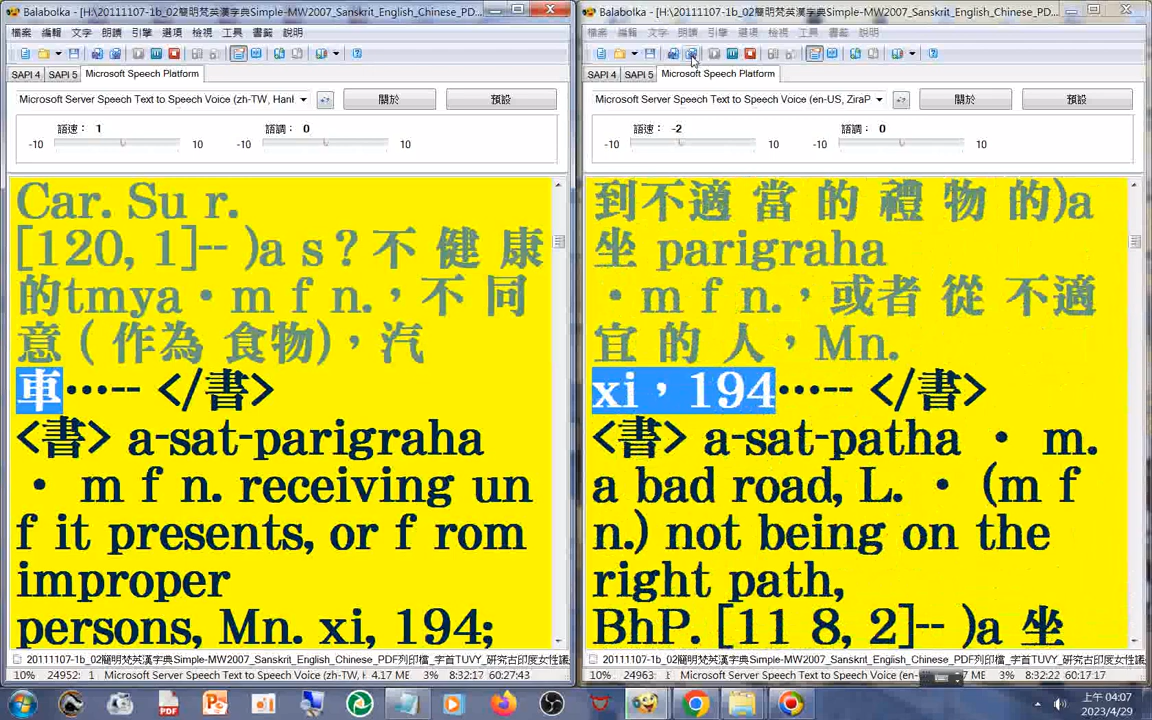 Balabolka - [H:\20111107-1b_02簡明梵英漢字典Simple-MW2007_Sanskrit_English_Chinese_PD...
檔案 編輯 文字 朗讀 引擎 選項 檢視 工具 書籤 說明
SAPI 4 SAPI 5 Microsoft Speech Platform
Microsoft Server Speech Text to Speech Voice (zh-TW, Hanl
關於 預設
語速： 1 語調： 0
-10 10 -10 10
Car. Su r.
[120, 1]-- )a s？不 健 康
的tmya・m f n.，不 同
意 ( 作為 食物)，汽
車…-- </書>
<書> a-sat-parigraha
・ m f n. receiving un
f it presents, or f rom
improper
persons, Mn. xi, 194;
20111107-1b_02簡明梵英漢字典Simple-MW2007_Sanskrit_English_Chinese_PDF列印檔_字首TUVY_研究古印度女性議
10% 24952: 1 Microsoft Server Speech Text to Speech Voice (zh-TW, H 4.17 ME 3% 8:32:17 60:27:43
Balabolka - [H:\20111107-1b_02簡明梵英漢字典Simple-MW2007_Sanskrit_English_Chinese_PDF...
檔案 編輯 文字 朗讀 引擎 選項 檢視 工具 書籤 說明
SAPI 4 SAPI 5 Microsoft Speech Platform
Microsoft Server Speech Text to Speech Voice (en-US, ZiraP
關於 預設
語速： -2 語調： 0
-10 10 -10 10
到不適 當 的 禮 物 的)a
坐 parigraha
・m f n.，或者 從 不適
宜 的 人，Mn.
xi，194…-- </書>
<書> a-sat-patha ・ m.
a bad road, L. ・ (m f
n.) not being on the
right path,
BhP. [11 8, 2]-- )a 坐
20111107-1b_02簡明梵英漢字典Simple-MW2007_Sanskrit_English_Chinese_PDF列印檔_字首TUVY_研究古印度女性議
10% 24963: Microsoft Server Speech Text to Speech Voice (en- ME 3% 8:32:22 60:17:17
上午 04:07
2023/4/29